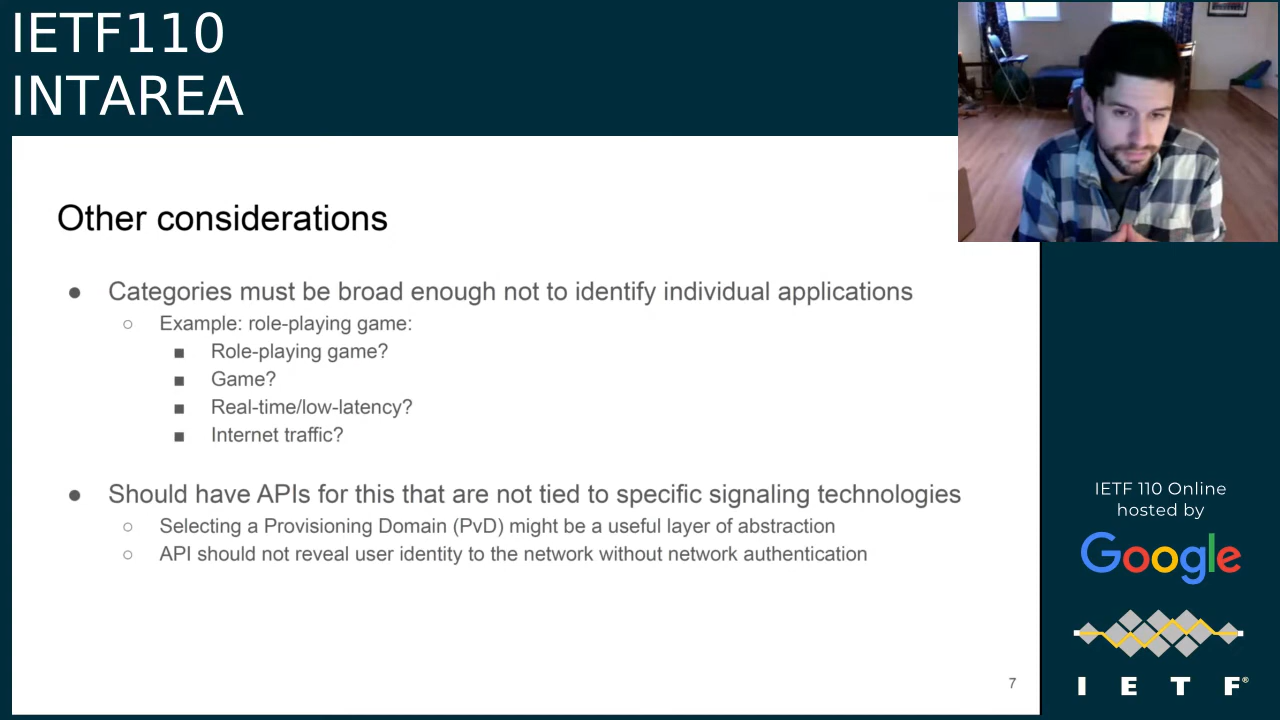 IETF110
INTAREA
Other considerations
● Categories must be broad enough not to identify individual applications
○ Example: role-playing game:
■ Role-playing game?
■ Game?
■ Real-time/low-latency?
■ Internet traffic?
● Should have APIs for this that are not tied to specific signaling technologies
○ Selecting a Provisioning Domain (PvD) might be a useful layer of abstraction
○ API should not reveal user identity to the network without network authentication
7
IETF 110 Online
hosted by
Google
I E T F®